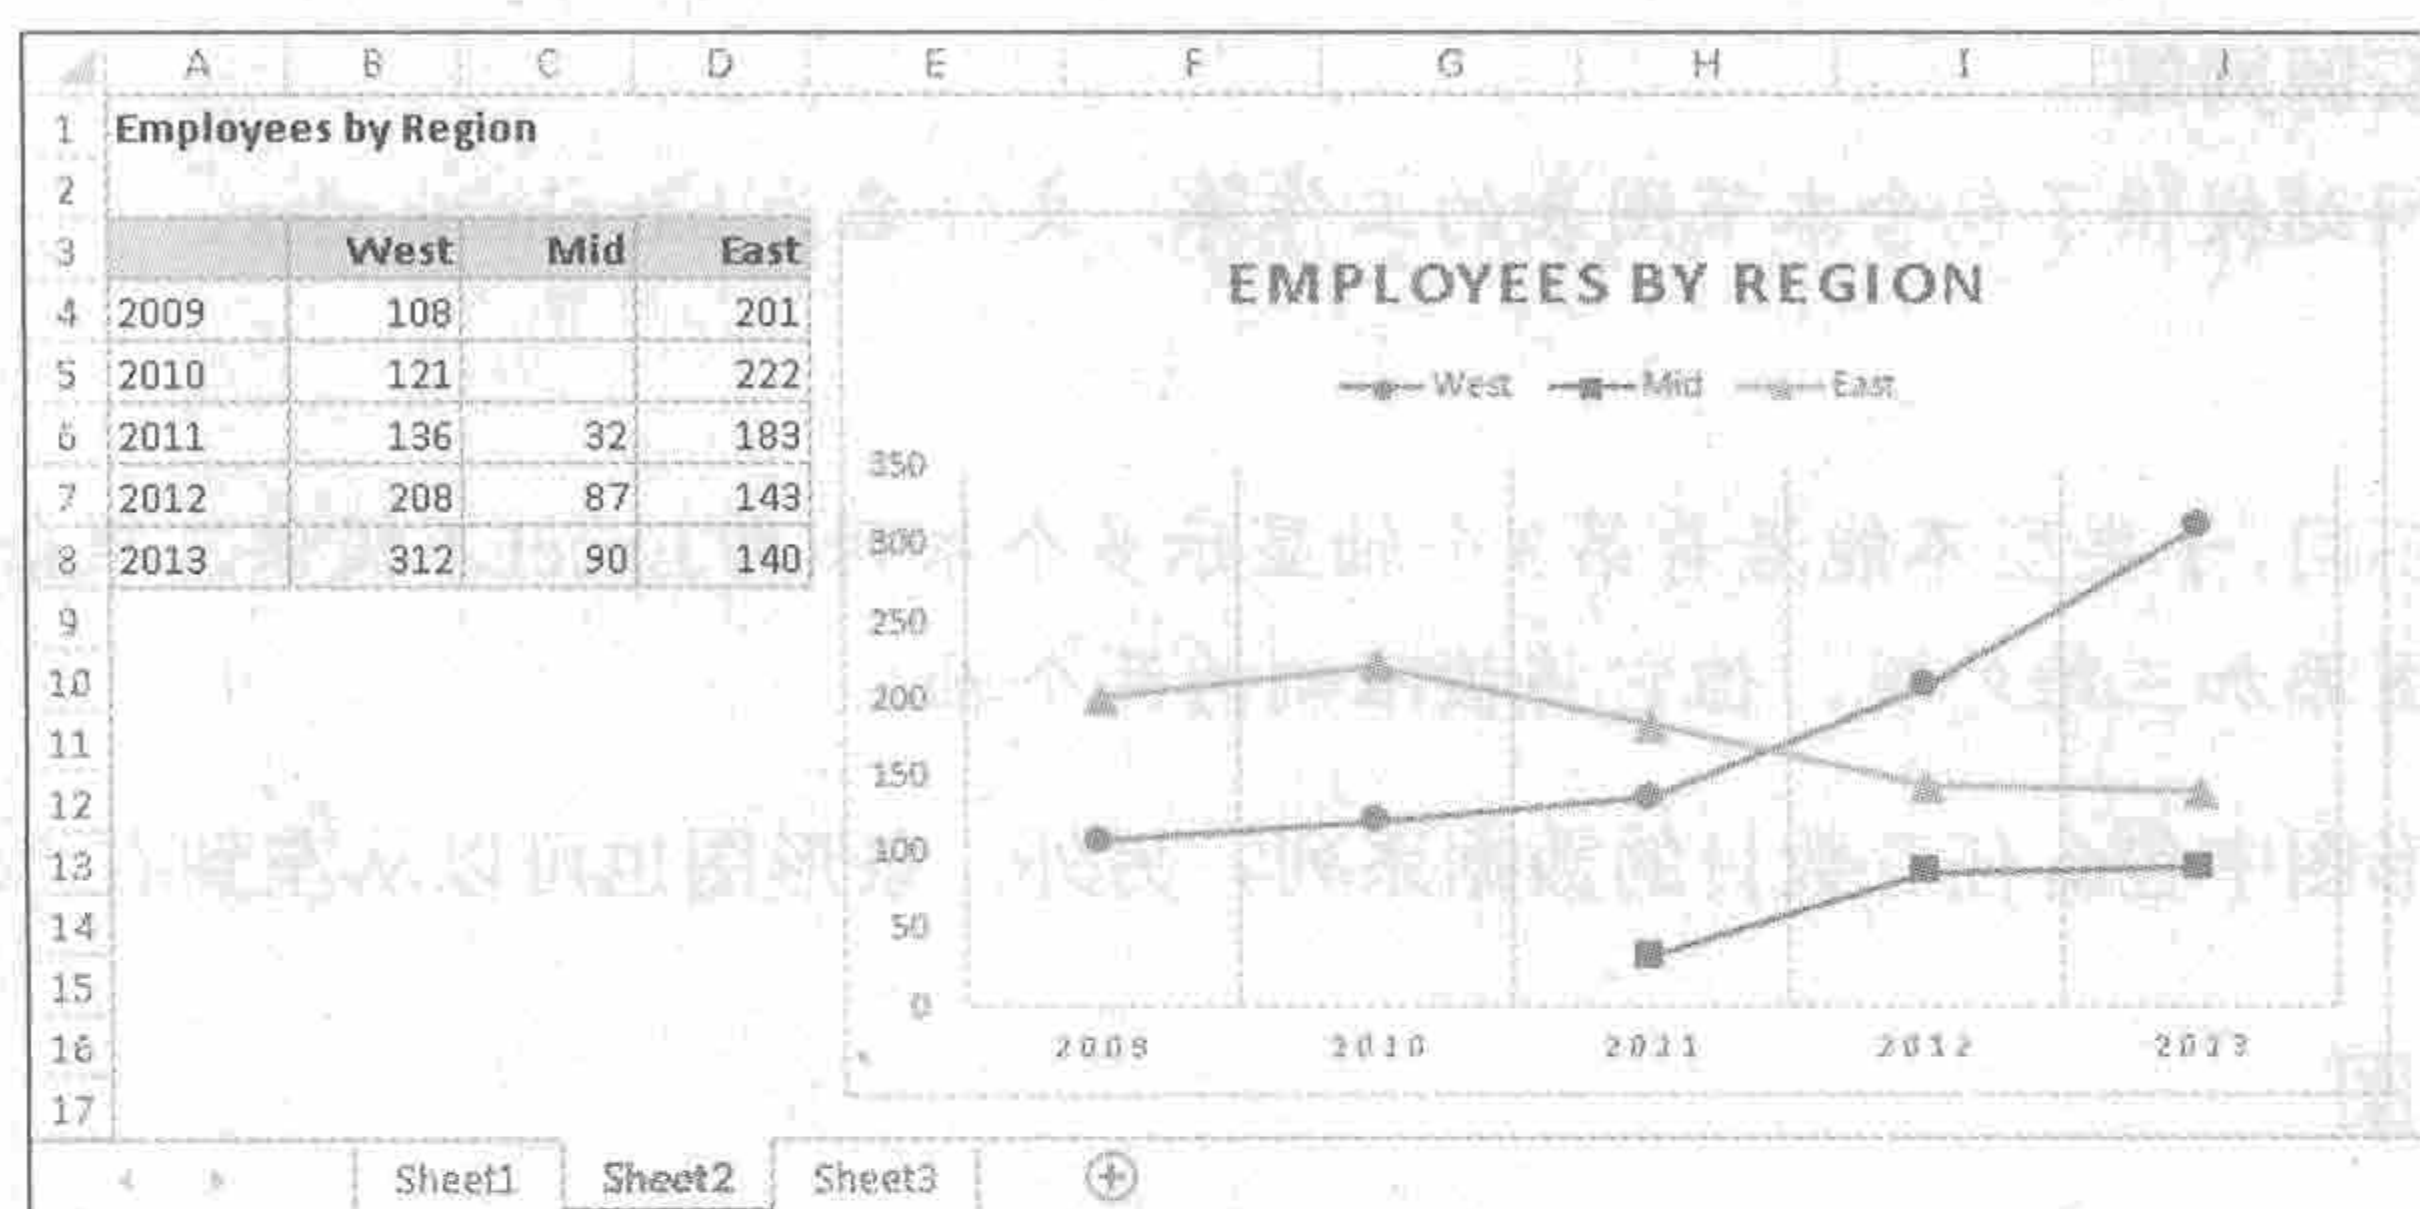 A B C D E F G H I J
1 Employees by Region
2
3 West Mid East
4 2009 108 201
5 2010 121 222
6 2011 136 32 183
7 2012 208 87 143
8 2013 312 90 140
9
10
11
12
13
14
15
16
17
EMPLOYEES BY REGION
West Mid East
350
300
250
200
150
100
50
0
2009 2010 2011 2012 2013
Sheet1 Sheet2 Sheet3